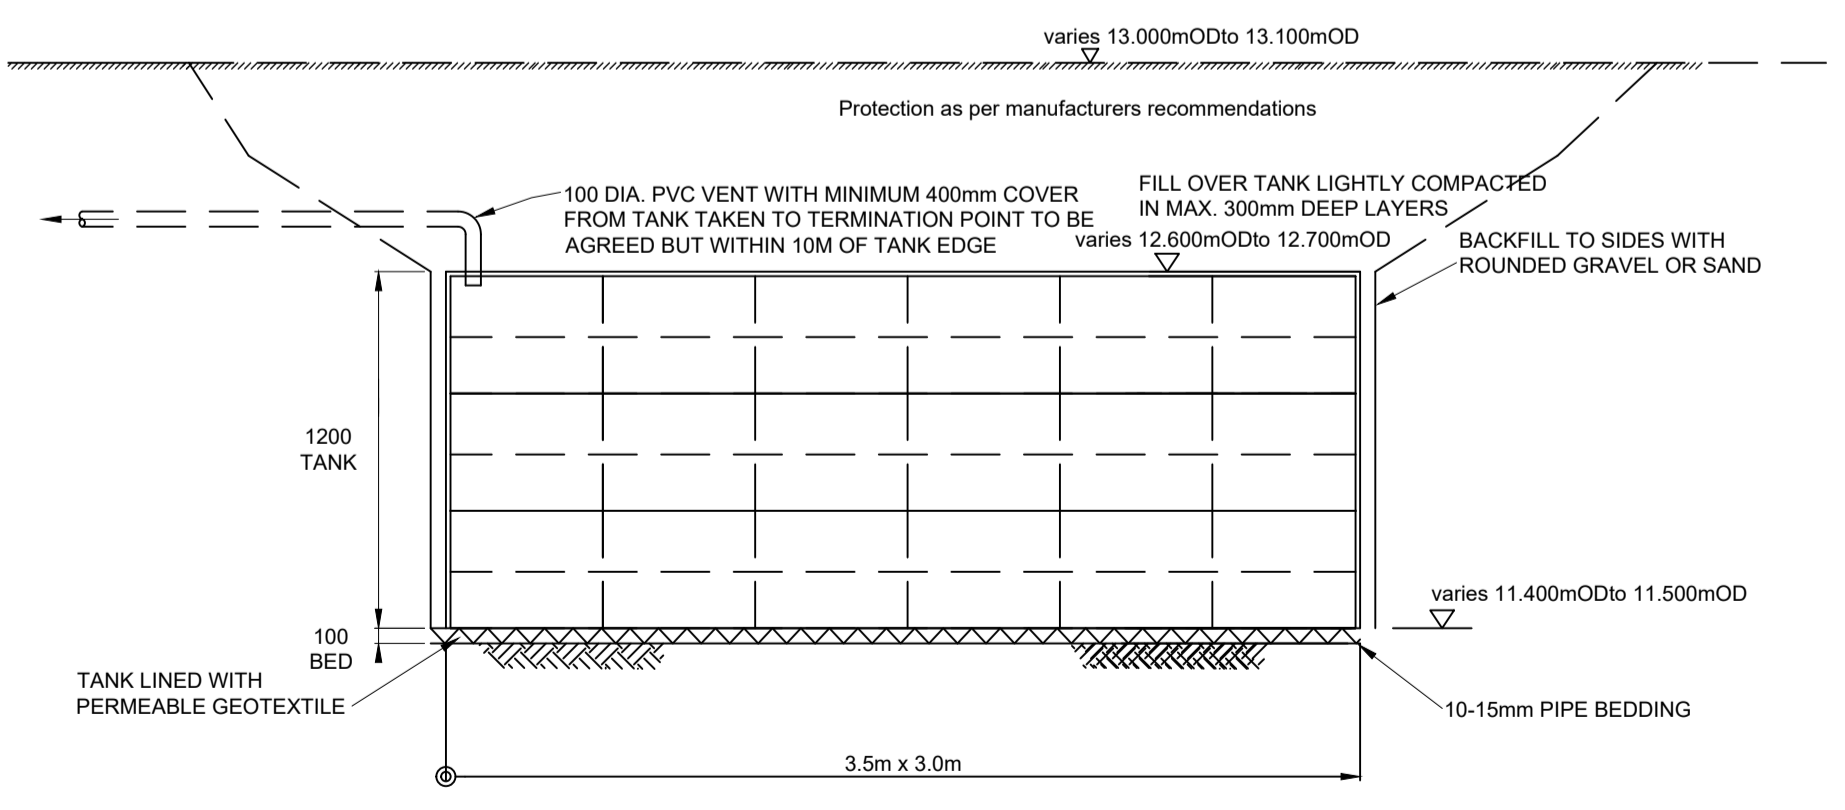 varies 13.000mODto 13.100mOD
Protection as per manufacturers recommendations
100 DIA. PVC VENT WITH MINIMUM 400mm COVER
FROM TANK TAKEN TO TERMINATION POINT TO BE
AGREED BUT WITHIN 10M OF TANK EDGE
FILL OVER TANK LIGHTLY COMPACTED
IN MAX. 300mm DEEP LAYERS
varies 12.600mODto 12.700mOD
BACKFILL TO SIDES WITH
ROUNDED GRAVEL OR SAND
1200
TANK
varies 11.400mODto 11.500mOD
100
BED
TANK LINED WITH
PERMEABLE GEOTEXTILE
10-15mm PIPE BEDDING
3.5m x 3.0m